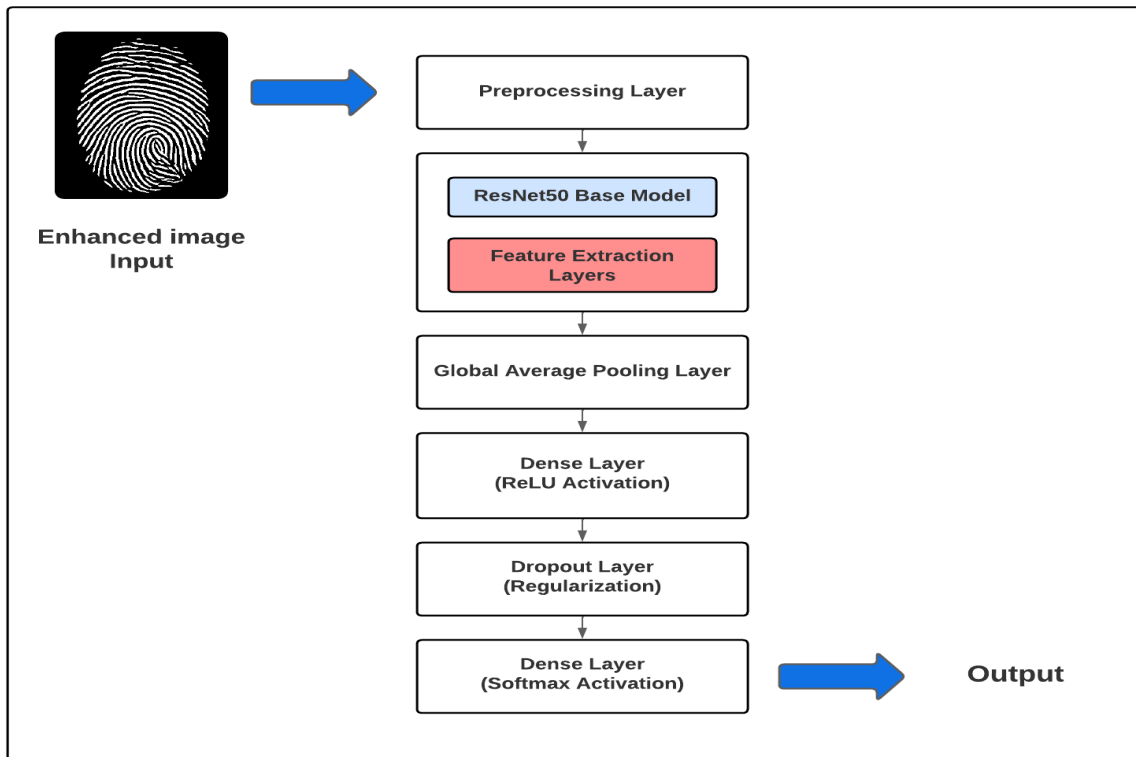 Enhanced image
Input
Preprocessing Layer
ResNet50 Base Model
Feature Extraction
Layers
Global Average Pooling Layer
Dense Layer
(ReLU Activation)
Dropout Layer
(Regularization)
Dense Layer
(Softmax Activation)
Output